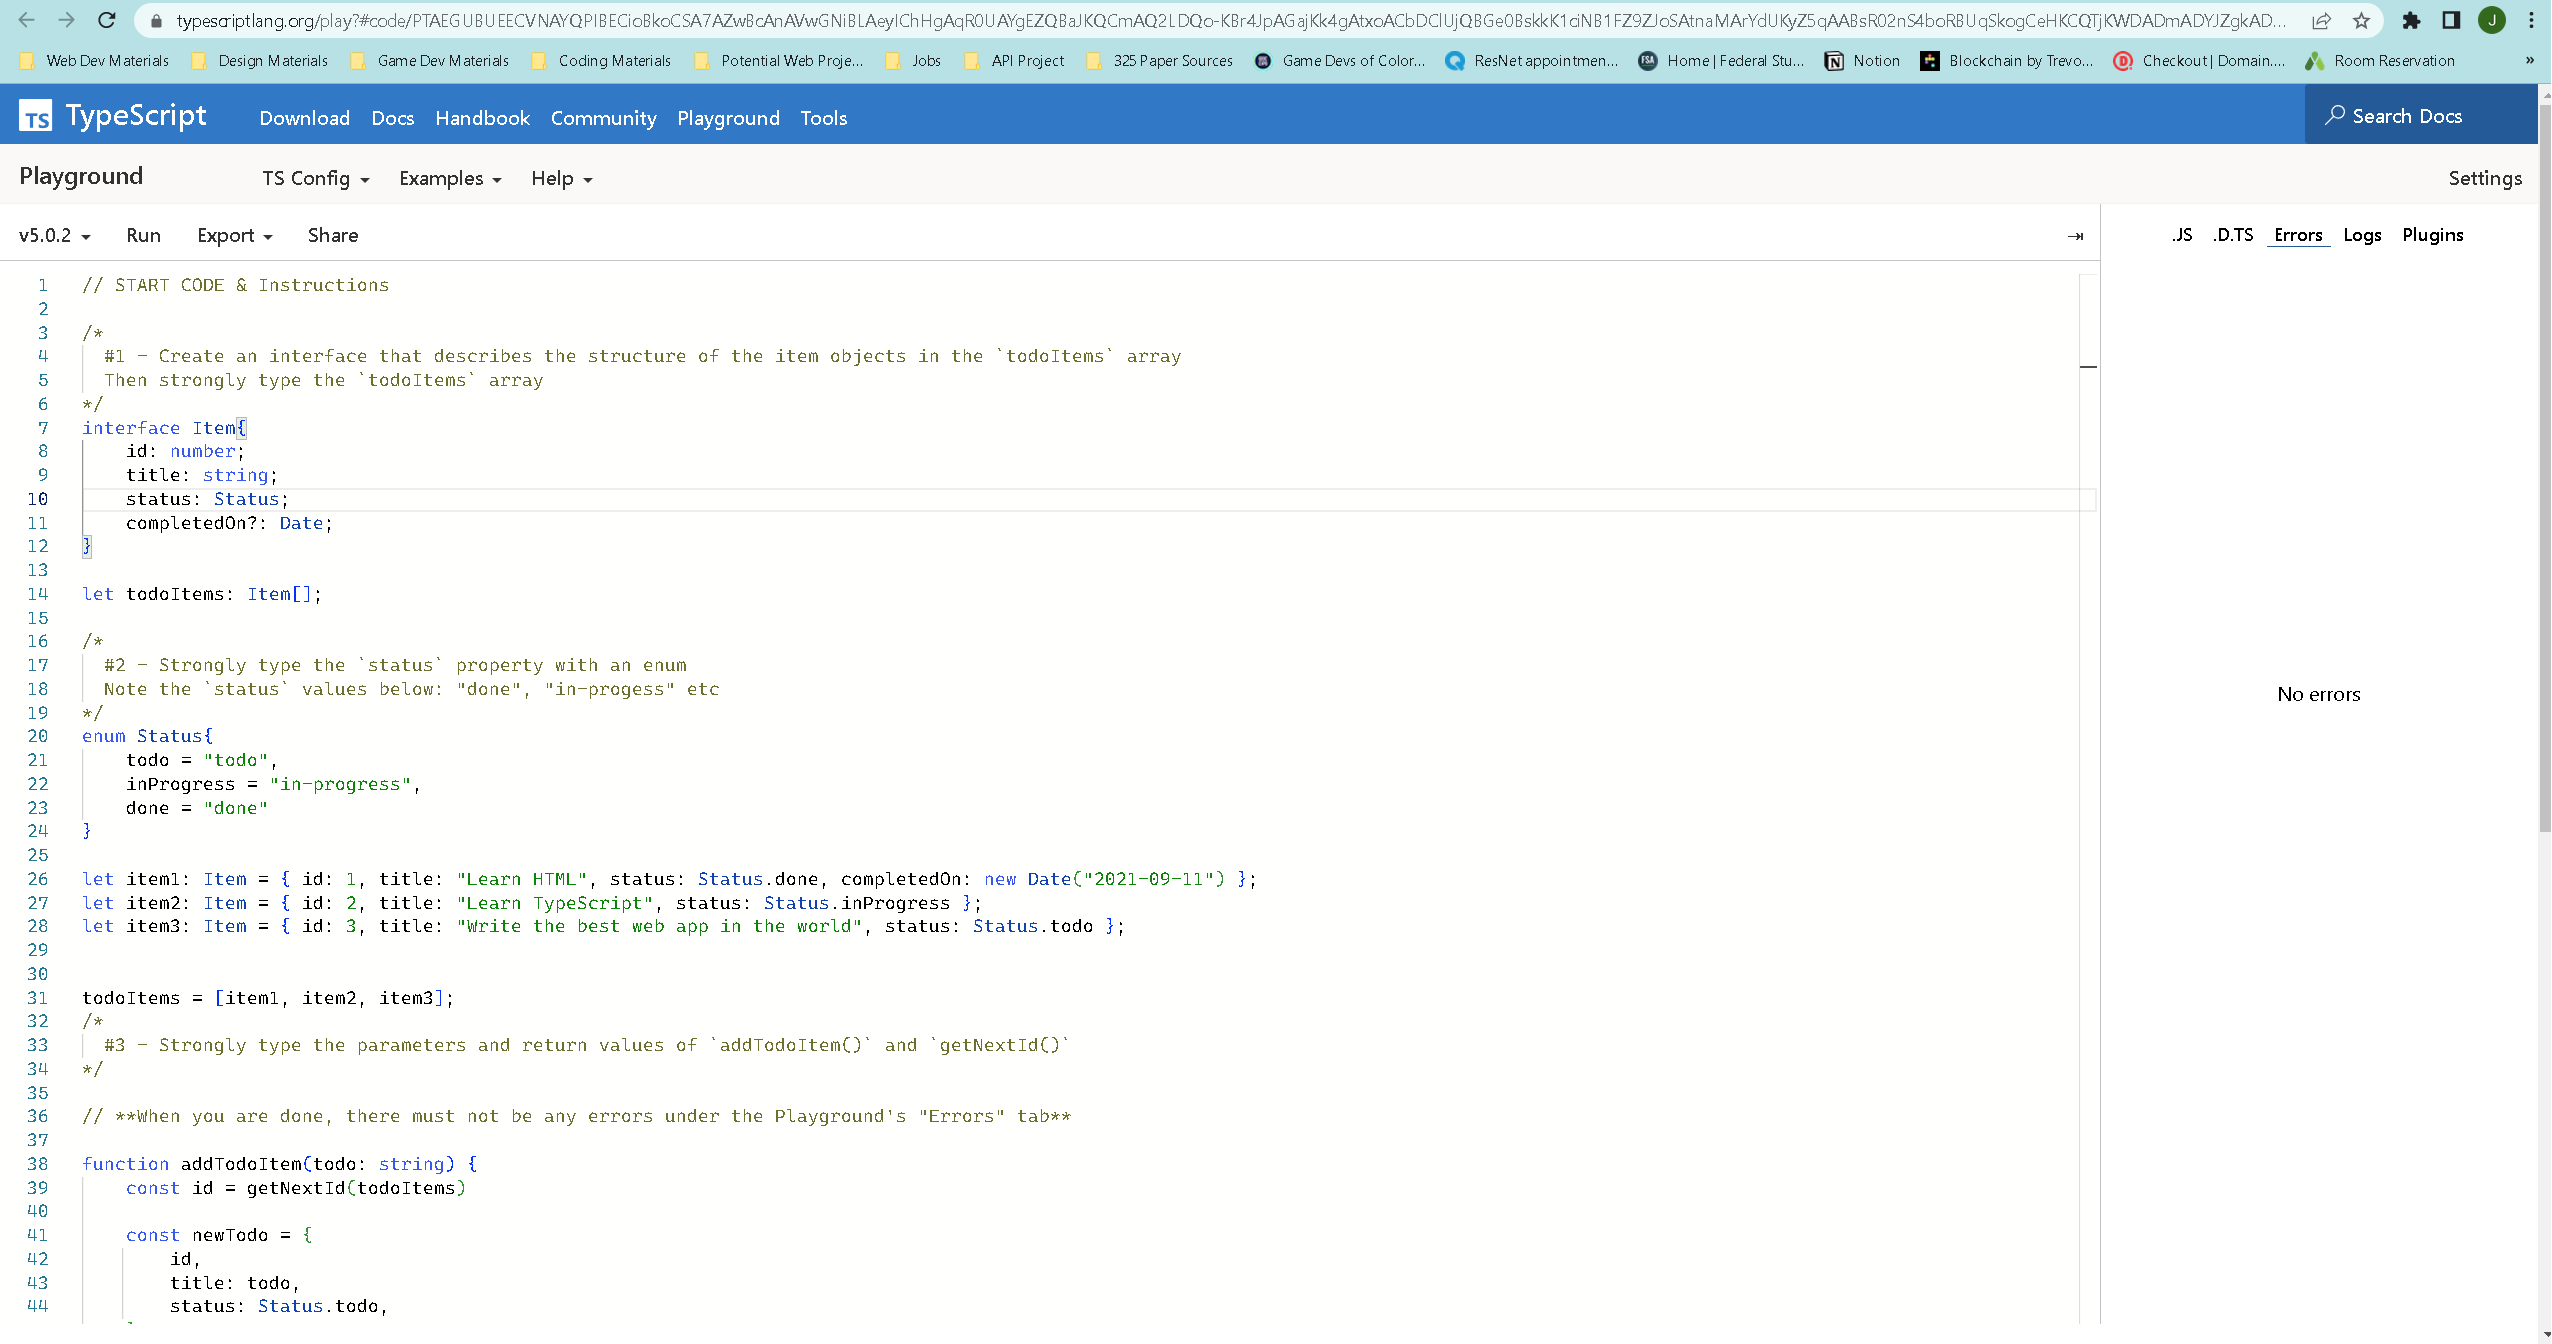 Web Dev Materials Design Materials Game Dev Materials Coding Materials Potential Web Proje... Jobs API Project 325 Paper Sources Game Devs of Color... ResNet appointmen... Home | Federal Stu... Notion Blockchain by Trevo... Checkout | Domain.... Room Reservation »
TS TypeScript Download Docs Handbook Community Playground Tools Search Docs
Playground TS Config Examples Help Settings
v5.0.2 Run Export Share .JS .D.TS Errors Logs Plugins
1 // START CODE & Instructions
2
3 /*
4 #1 - Create an interface that describes the structure of the item objects in the `todoItems` array
5 Then strongly type the `todoItems` array
6 */
7 interface Item{
8 id: number;
9 title: string;
10 status: Status;
11 completedOn?: Date;
12 }
13
14 let todoItems: Item[];
15
16 /*
17 #2 - Strongly type the `status` property with an enum
18 Note the `status` values below: "done", "in-progess" etc
19 */
20 enum Status{
21 todo = "todo",
22 inProgress = "in-progress",
23 done = "done"
24 }
25
26 let item1: Item = { id: 1, title: "Learn HTML", status: Status.done, completedOn: new Date("2021-09-11") };
27 let item2: Item = { id: 2, title: "Learn TypeScript", status: Status.inProgress };
28 let item3: Item = { id: 3, title: "Write the best web app in the world", status: Status.todo };
29
30
31 todoItems = [item1, item2, item3];
32 /*
33 #3 - Strongly type the parameters and return values of `addTodoItem()` and `getNextId()`
34 */
35
36 // **When you are done, there must not be any errors under the Playground's "Errors" tab**
37
38 function addTodoItem(todo: string) {
39 const id = getNextId(todoItems)
40
41 const newTodo = {
42 id,
43 title: todo,
44 status: Status.todo,
No errors